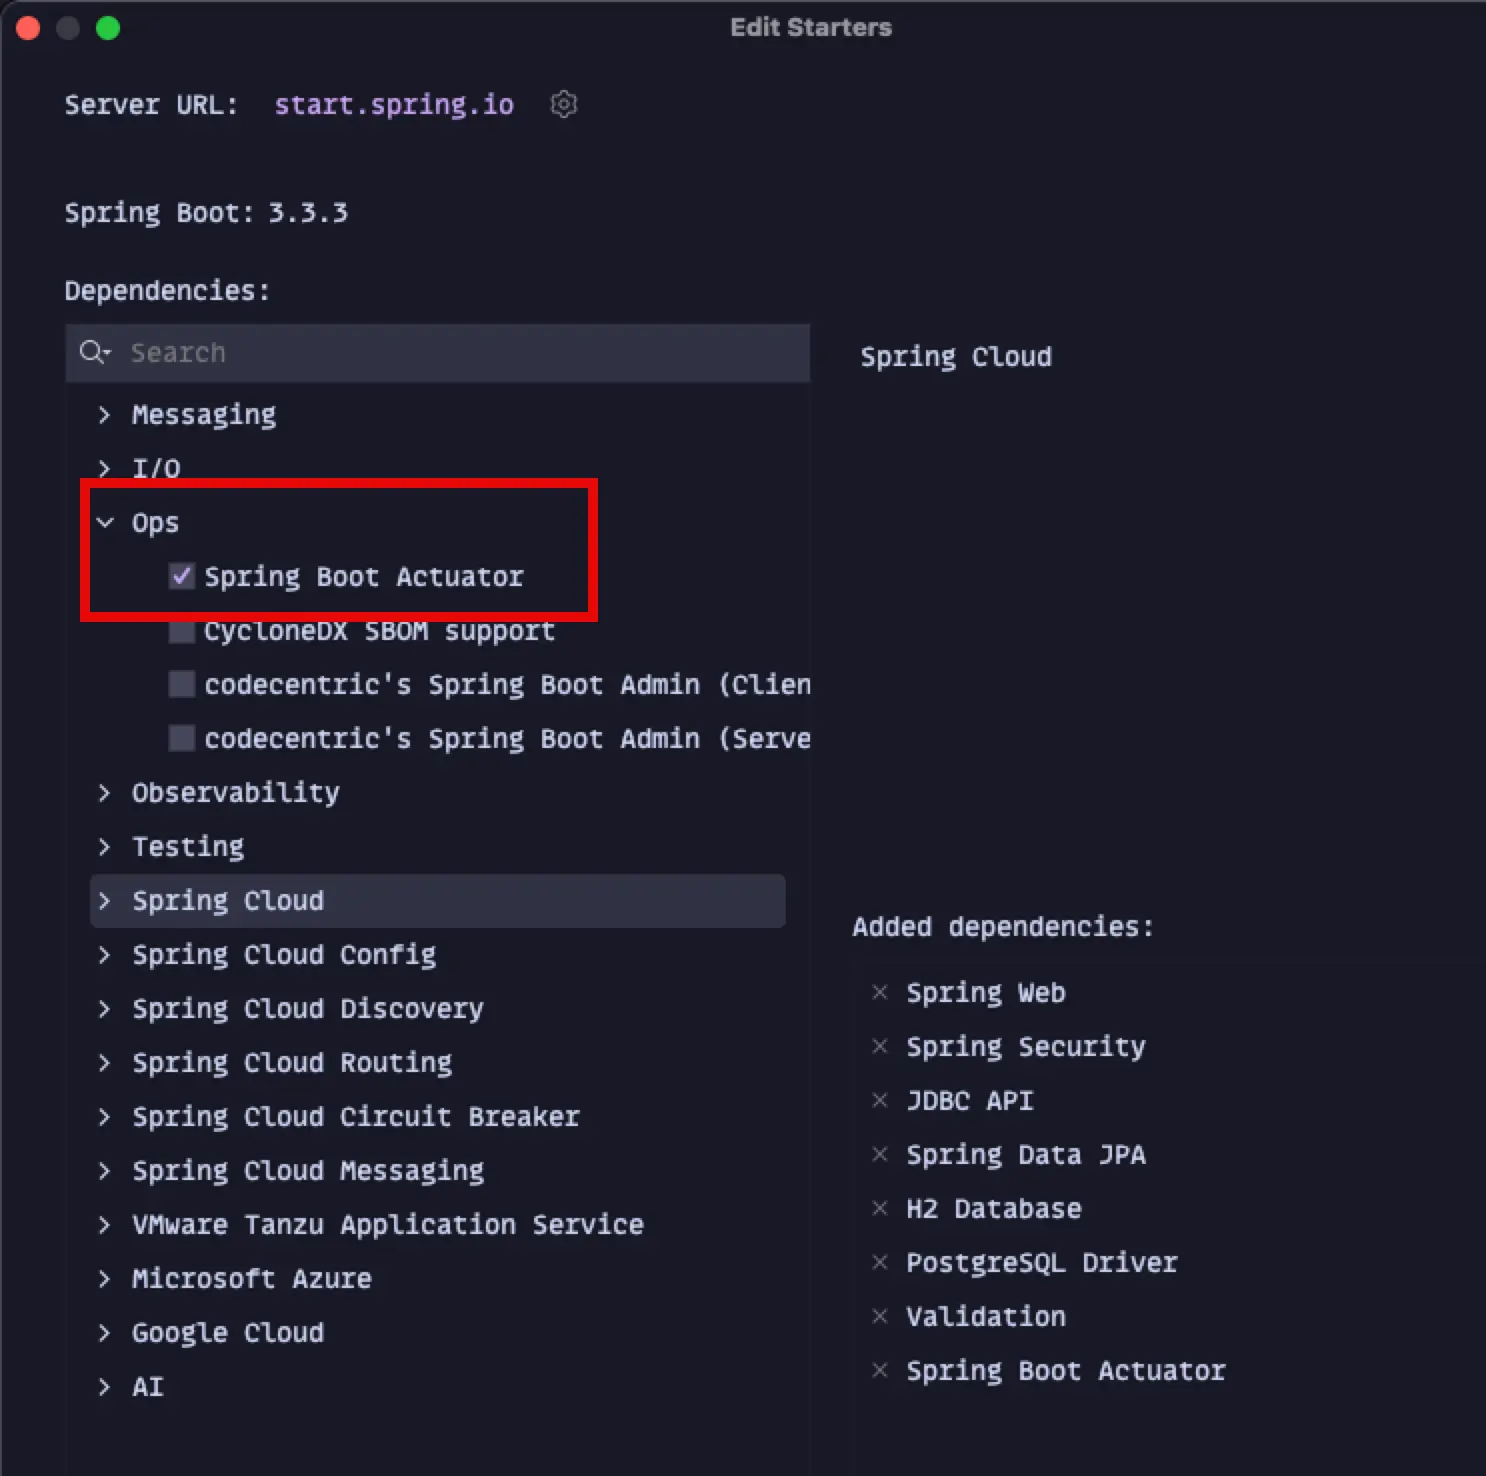 Edit Starters
Server URL: start.spring.io
Spring Boot: 3.3.3
Dependencies:
Search
Messaging
I/O
Ops
Spring Boot Actuator
CycloneDX SBOM support
codecentric's Spring Boot Admin (Clien
codecentric's Spring Boot Admin (Serve
Observability
Testing
Spring Cloud
Spring Cloud Config
Spring Cloud Discovery
Spring Cloud Routing
Spring Cloud Circuit Breaker
Spring Cloud Messaging
VMware Tanzu Application Service
Microsoft Azure
Google Cloud
AI
Spring Cloud
Added dependencies:
Spring Web
Spring Security
JDBC API
Spring Data JPA
H2 Database
PostgreSQL Driver
Validation
Spring Boot Actuator